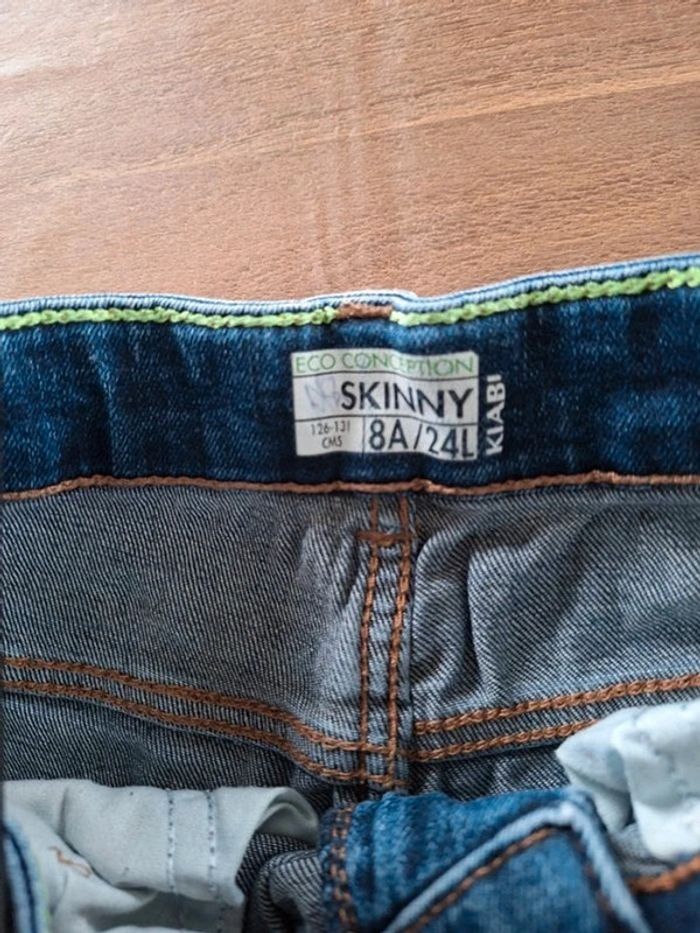 ECO CONCEPTION
SKINNY
126-131
CMS
8A/24L
KIABI